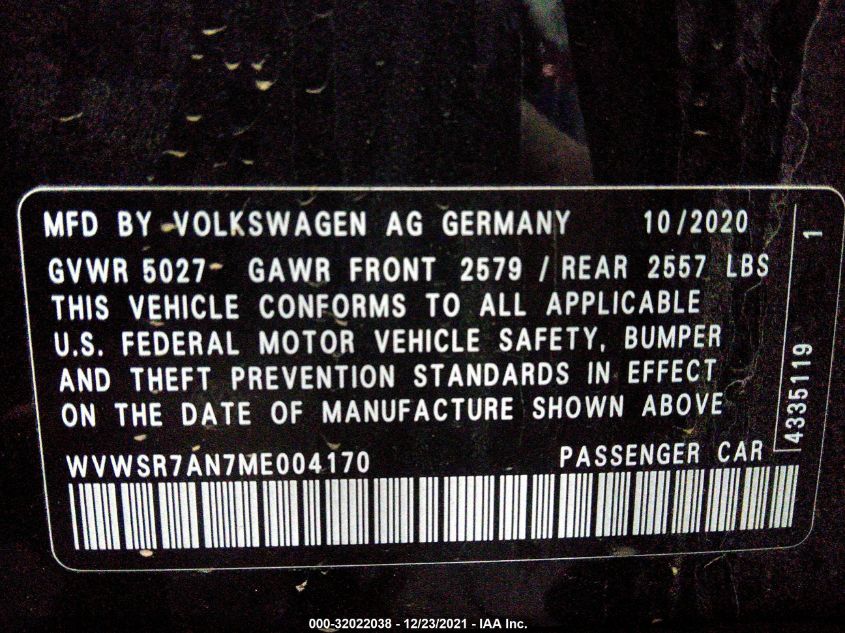 MFD BY VOLKSWAGEN AG GERMANY 10/2020
GVWR 5027 GAWR FRONT 2579 / REAR 2557 LBS
THIS VEHICLE CONFORMS TO ALL APPLICABLE
U.S. FEDERAL MOTOR VEHICLE SAFETY, BUMPER
AND THEFT PREVENTION STANDARDS IN EFFECT
ON THE DATE OF MANUFACTURE SHOWN ABOVE
WVWSR7AN7ME004170 PASSENGER CAR
4335119 1
000-32022038 - 12/23/2021 - IAA Inc.